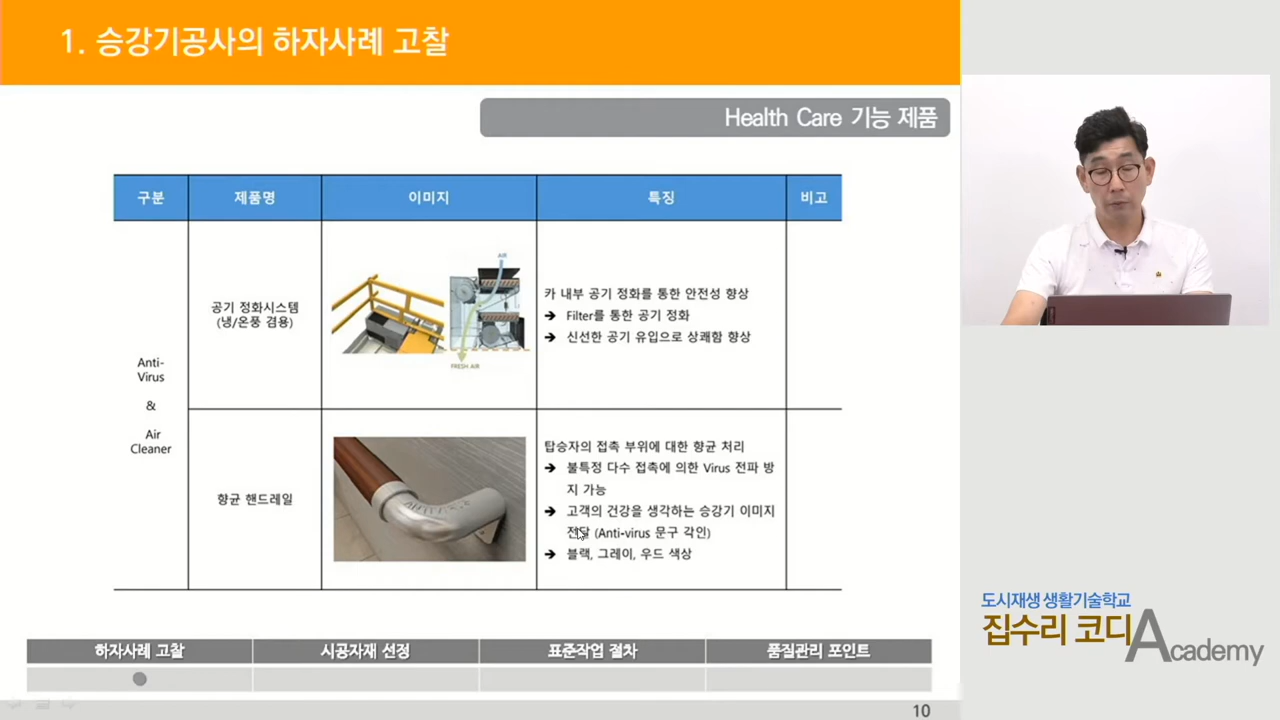 1. 승강기공사의 하자사례 고찰
Health Care 기능 제품
구분
제품명
이미지
특징
비고
Anti-
Virus
&
Air
Cleaner
공기 정화시스템
(냉/온풍 겸용)
AIR
FRESH AIR
카 내부 공기 정화를 통한 안전성 향상
➔ Filter를 통한 공기 정화
➔ 신선한 공기 유입으로 상쾌함 향상
향균 핸드레일
탑승자의 접촉 부위에 대한 향균 처리
➔ 불특정 다수 접촉에 의한 Virus 전파 방
지 가능
➔ 고객의 건강을 생각하는 승강기 이미지
전달 (Anti-virus 문구 각인)
➔ 블랙, 그레이, 우드 색상
하자사례 고찰
시공자재 선정
표준작업 절차
품질관리 포인트
10
도시재생 생활기술학교
집수리 코디 Academy